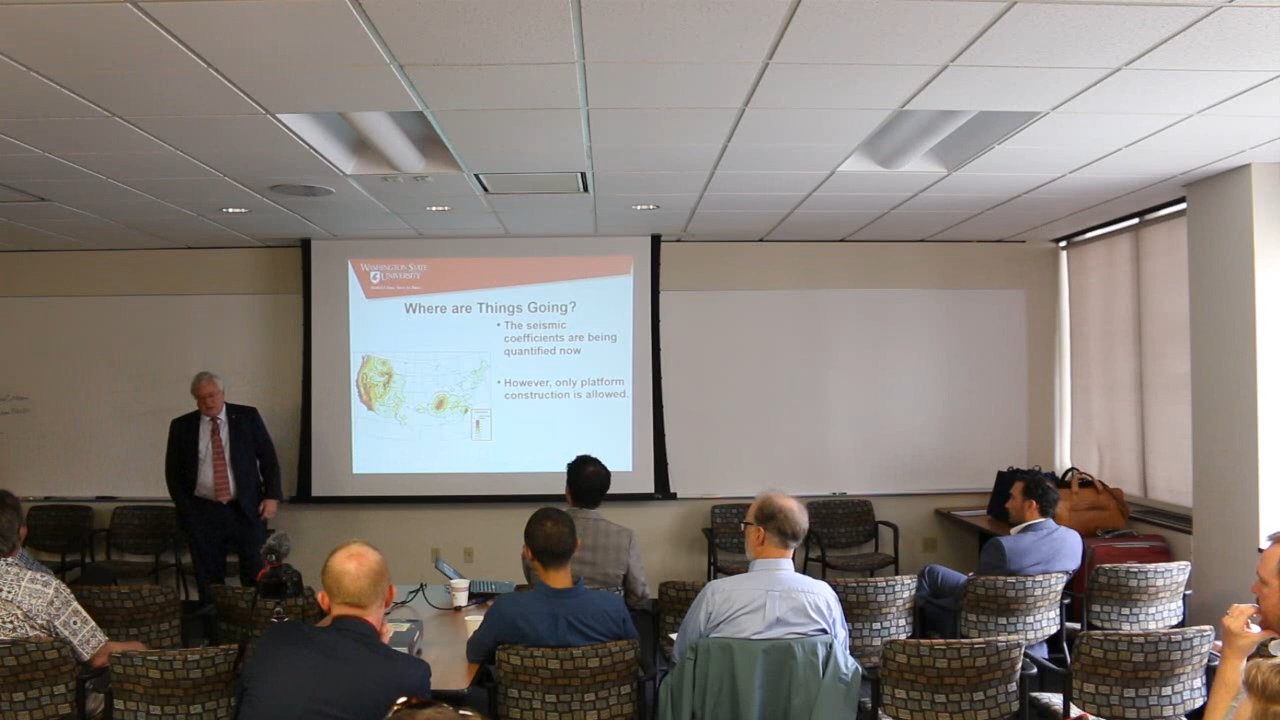 WASHINGTON STATE
UNIVERSITY
Where are Things Going?
• The seismic
coefficients are being
quantified now
• However, only platform
construction is allowed.